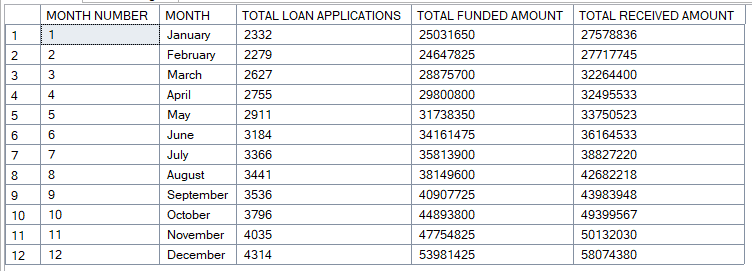 MONTH NUMBER MONTH TOTAL LOAN APPLICATIONS TOTAL FUNDED AMOUNT TOTAL RECEIVED AMOUNT
1 1 January 2332 25031650 27578836
2 2 February 2279 24647825 27717745
3 3 March 2627 28875700 32264400
4 4 April 2755 29800800 32495533
5 5 May 2911 31738350 33750523
6 6 June 3184 34161475 36164533
7 7 July 3366 35813900 38827220
8 8 August 3441 38149600 42682218
9 9 September 3536 40907725 43983948
10 10 October 3796 44893800 49399567
11 11 November 4035 47754825 50132030
12 12 December 4314 53981425 58074380